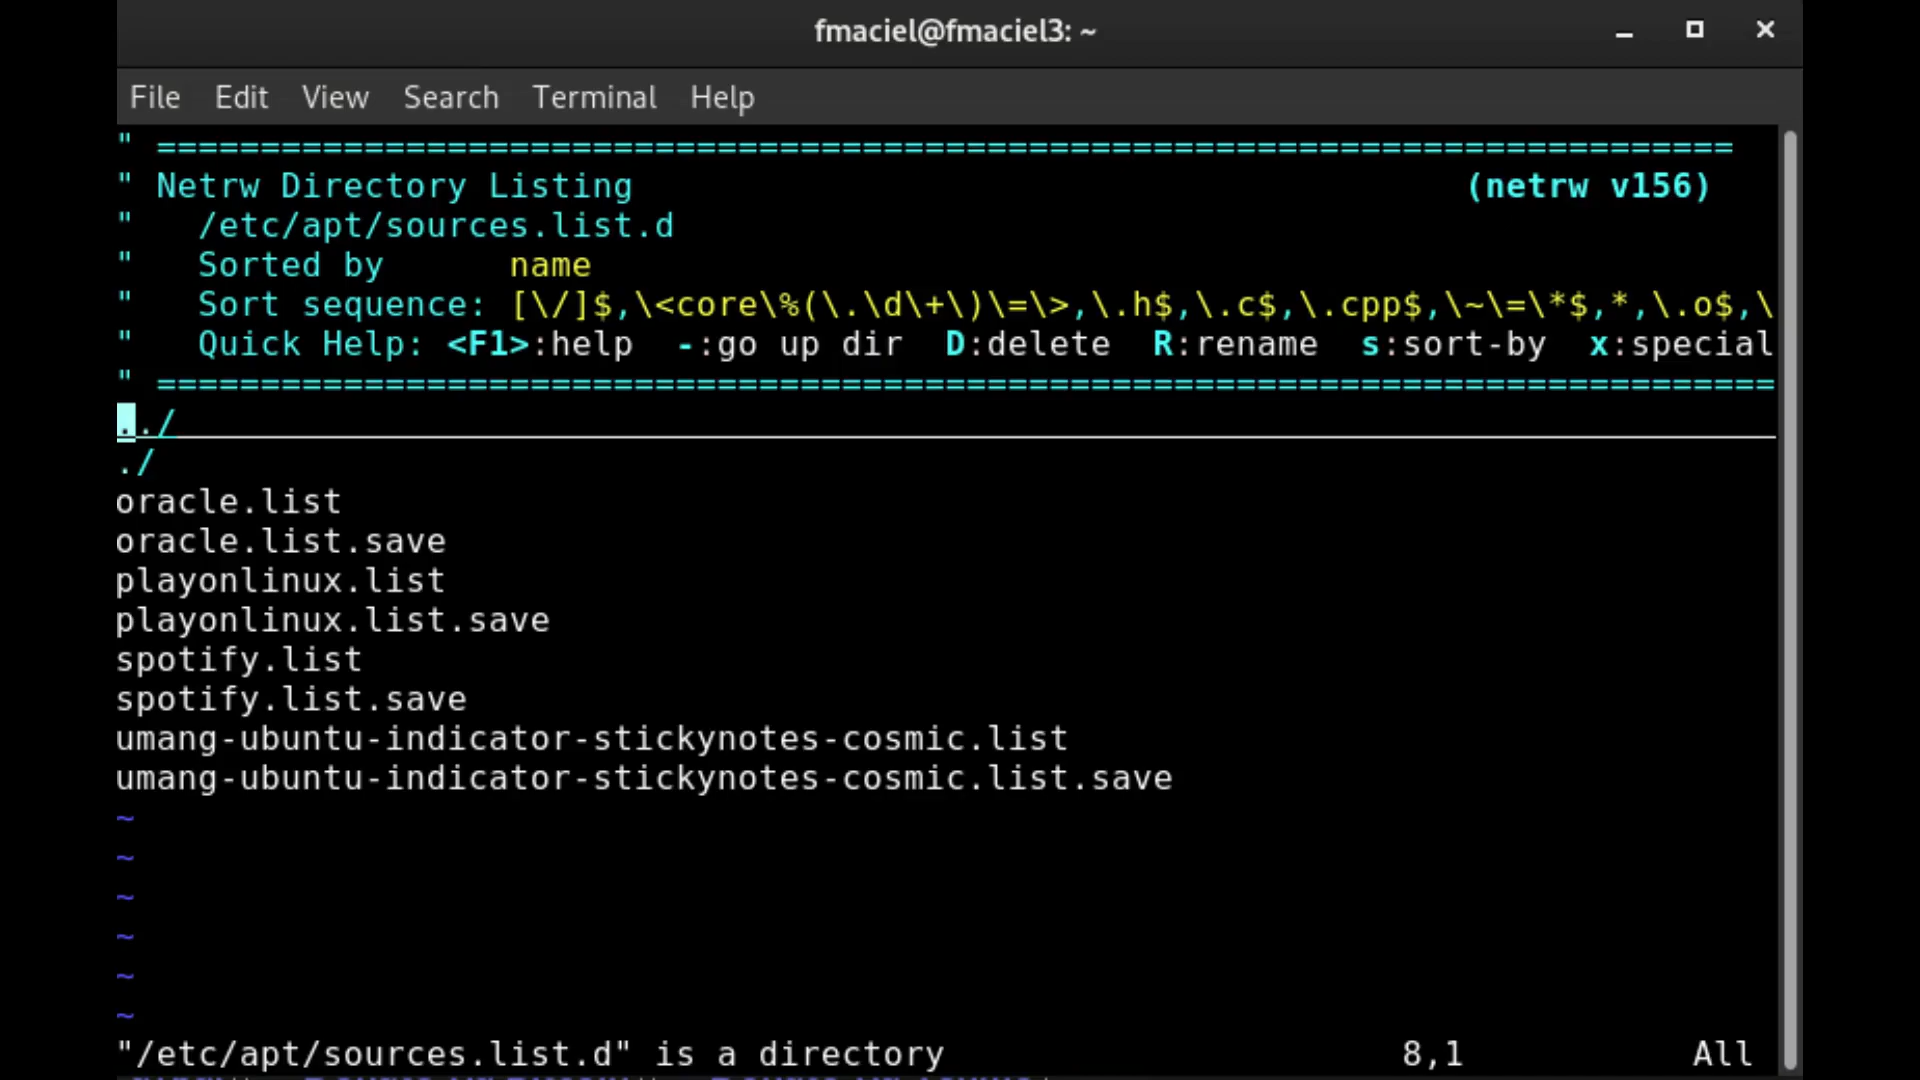 fmaciel@fmaciel3: ~
File Edit View Search Terminal Help
" ============================================================================
" Netrw Directory Listing (netrw v156)
" /etc/apt/sources.list.d
" Sorted by name
" Sort sequence: [\/]$,\<core\%(\.\d\+\)\=\>,\.h$,\.c$,\.cpp$,\~\=\*$,*,\.o$,\
" Quick Help: <F1>:help -:go up dir D:delete R:rename s:sort-by x:special
" ==============================================================================
../
./
oracle.list
oracle.list.save
playonlinux.list
playonlinux.list.save
spotify.list
spotify.list.save
umang-ubuntu-indicator-stickynotes-cosmic.list
umang-ubuntu-indicator-stickynotes-cosmic.list.save
~
~
~
~
~
~
"/etc/apt/sources.list.d" is a directory 8,1 All